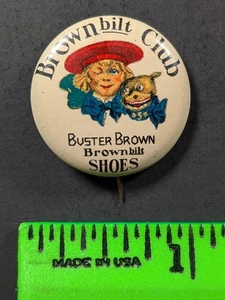 Brownbilt Club
BUSTER BROWN
Brownbilt
SHOES
MADE IN USA
1